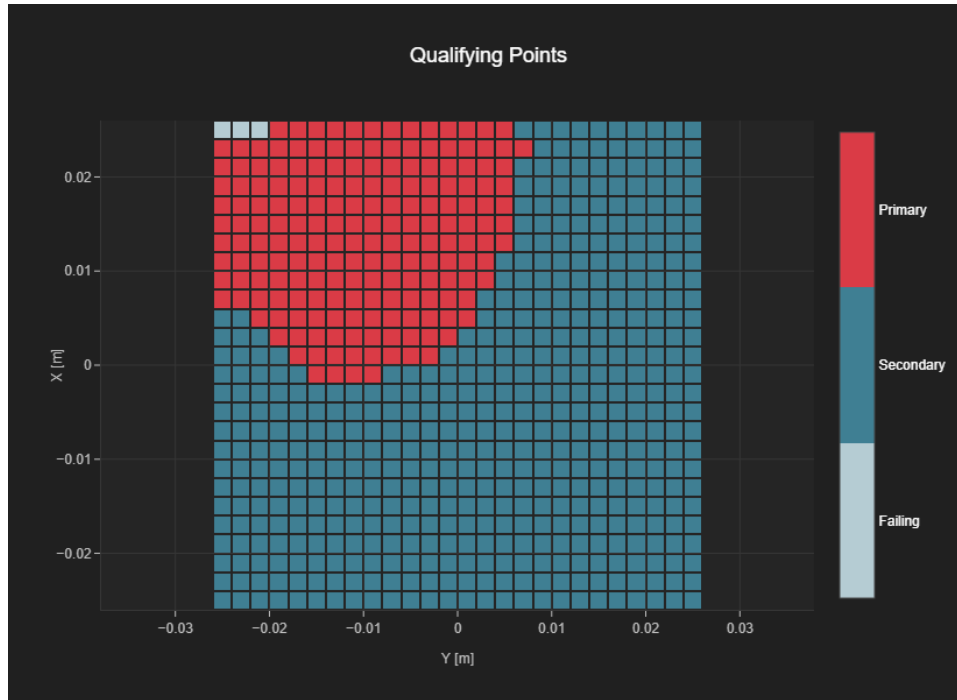 Qualifying Points
0.02
0.01
0
−0.01
−0.02
X [m]
−0.03
−0.02
−0.01
0
0.01
0.02
0.03
Y [m]
Primary
Secondary
Failing